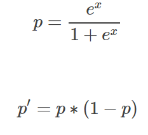 p = e^x / (1 + e^x)
p′ = p ∗ (1 − p)